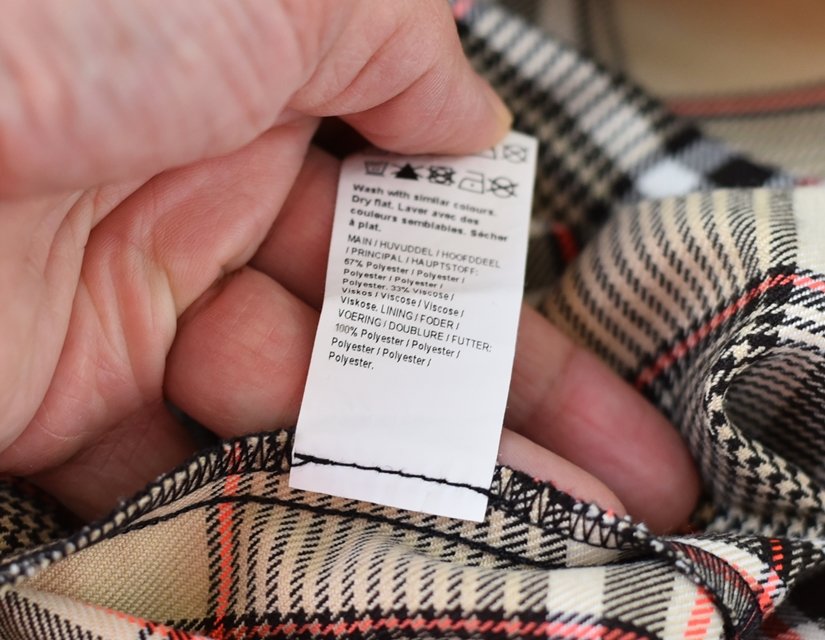 Wash with similar colours.
Dry flat. Laver avec des
couleurs semblables. Sécher
à plat.
MAIN / HUVUDDEL / HOOFDDEEL
/ PRINCIPAL / HAUPTSTOFF:
67% Polyester / Polyester /
Polyester / Polyester /
Polyester. 33% Viscose /
Viskos / Viscose / Viscose /
Viskose. LINING / FODER /
VOERING / DOUBLURE / FUTTER:
100% Polyester / Polyester /
Polyester / Polyester /
Polyester.